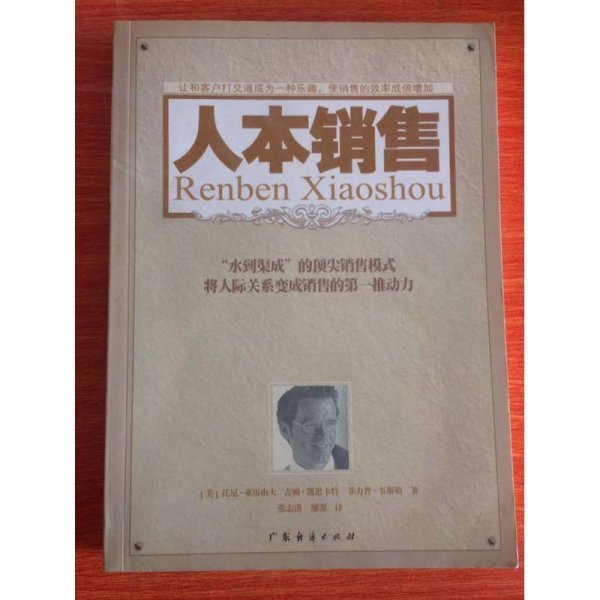 让和客户打交道成为一种乐趣，使销售的效率成倍增加
人本销售
Renben Xiaoshou
“水到渠成”的顶尖销售模式
将人际关系变成销售的第一推动力
［美］托尼·亚历山大 吉姆·凯思卡特 菲力普·韦斯勒 著
张志洪 廖源 译
广东经济出版社